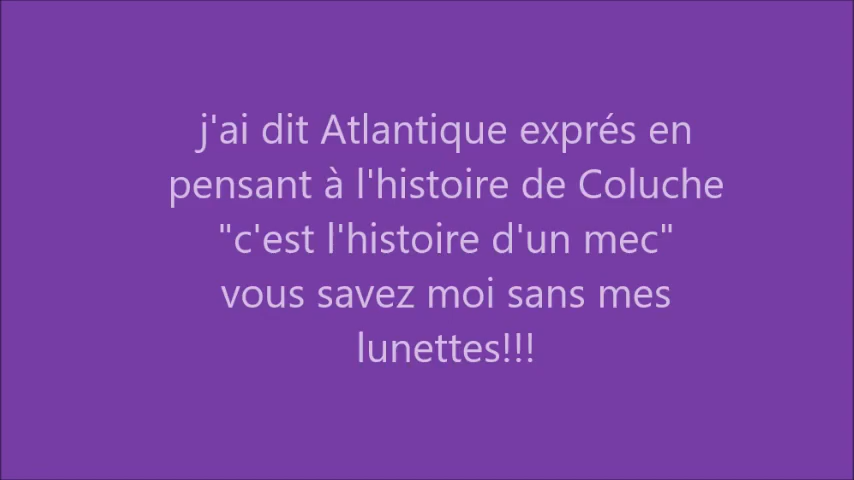 j'ai dit Atlantique exprés en
pensant à l'histoire de Coluche
"c'est l'histoire d'un mec"
vous savez moi sans mes
lunettes!!!